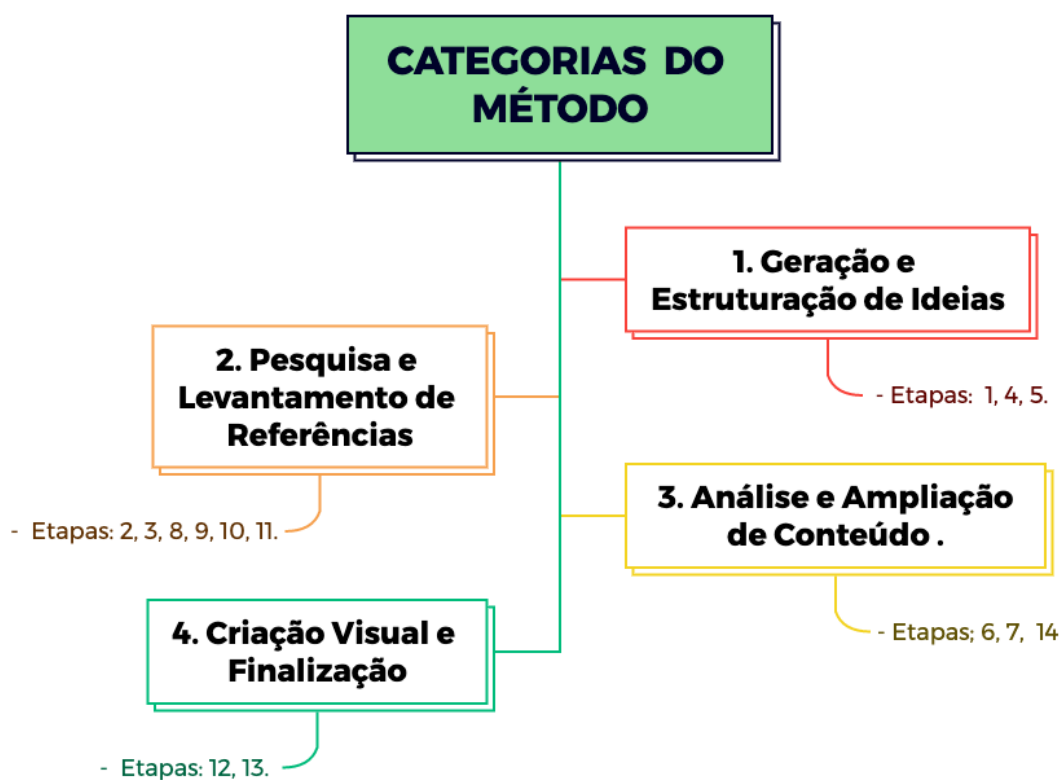 CATEGORIAS DO
MÉTODO
1. Geração e
Estruturação de Ideias
- Etapas: 1, 4, 5.
2. Pesquisa e
Levantamento de
Referências
- Etapas: 2, 3, 8, 9, 10, 11.
3. Análise e Ampliação
de Conteúdo .
- Etapas; 6, 7, 14
4. Criação Visual e
Finalização
- Etapas: 12, 13.